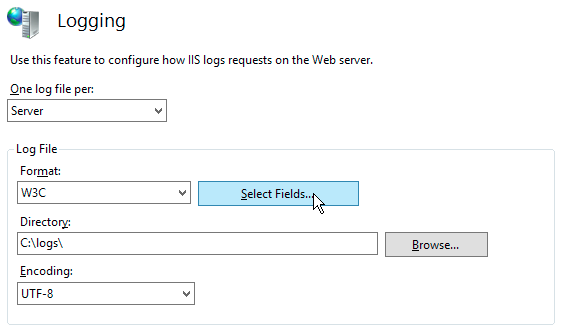 Logging
Use this feature to configure how IIS logs requests on the Web server.
One log file per:
Server
Log File
Format:
W3C
Select Fields...
Directory:
C:\logs\
Browse...
Encoding:
UTF-8